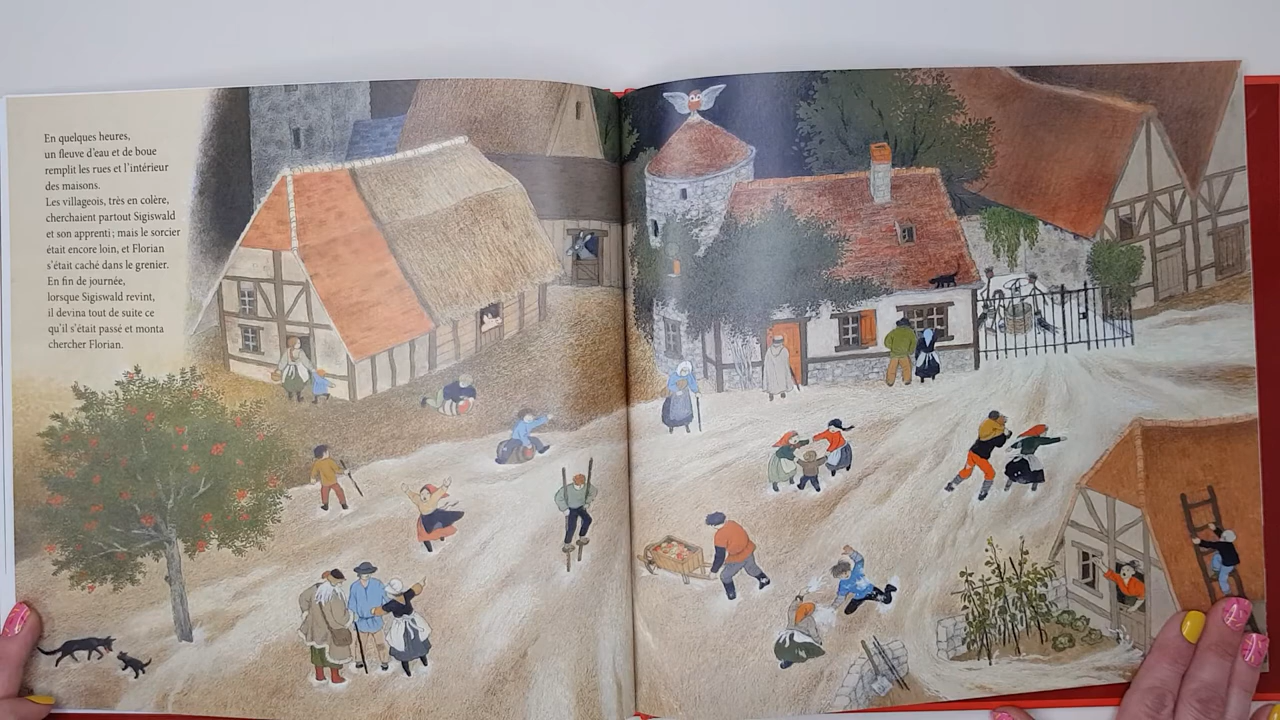 En quelques heures,
un fleuve d'eau et de boue
remplit les rues et l'intérieur
des maisons.
Les villageois, très en colère,
cherchaient partout Sigiswald
et son apprenti ; mais le sorcier
était encore loin, et Florian
s'était caché dans le grenier.
En fin de journée,
lorsque Sigiswald revint,
il devina tout de suite ce
qu'il s'était passé et monta
chercher Florian.